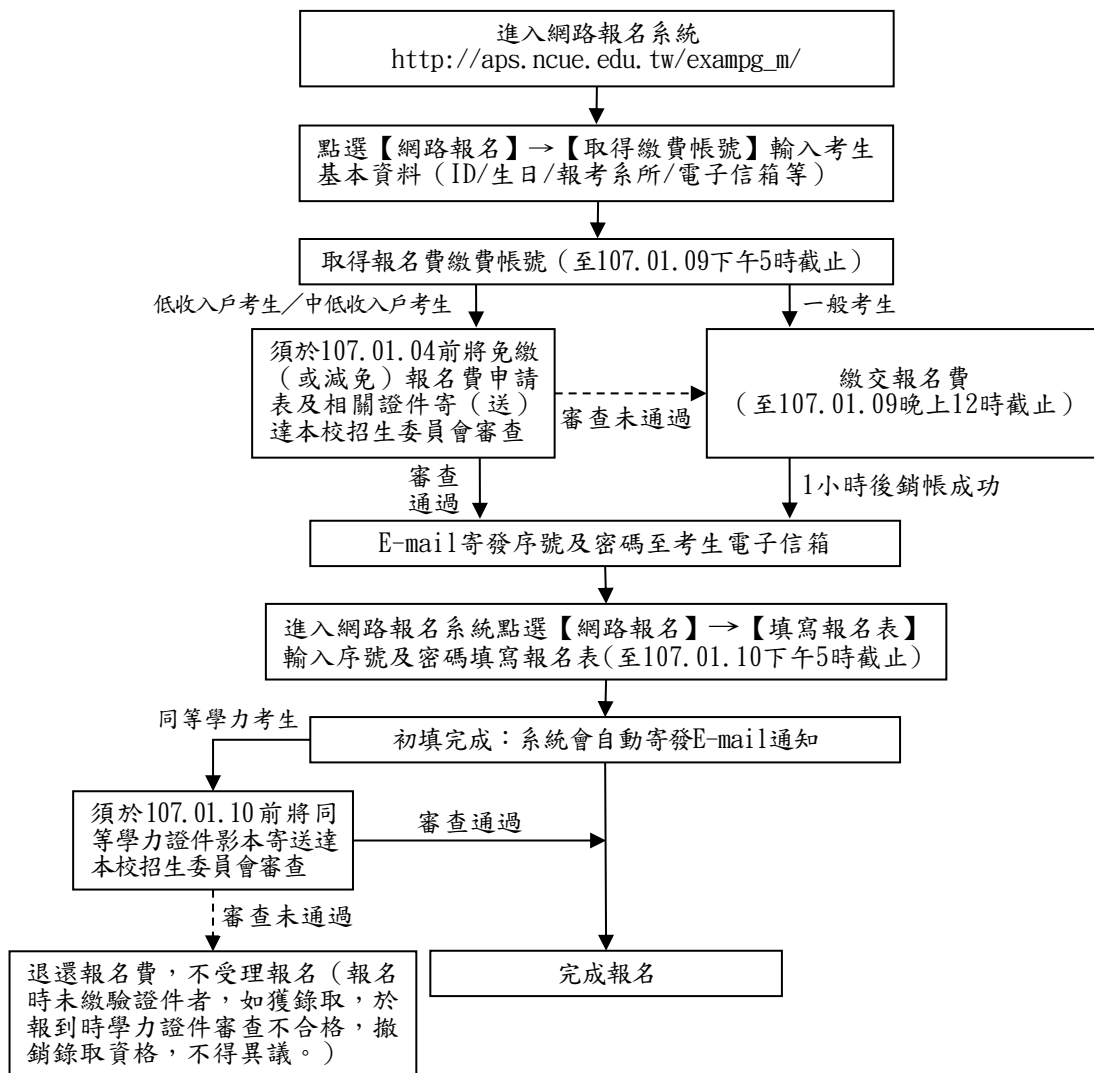 進入網路報名系統
http://aps.ncue.edu.tw/exampg_m/
點選【網路報名】→【取得繳費帳號】輸入考生
基本資料（ID/生日/報考系所/電子信箱等）
取得報名費繳費帳號（至107.01.09下午5時截止）
低收入戶考生／中低收入戶考生
一般考生
須於107.01.04前將免繳
（或減免）報名費申請
表及相關證件寄（送）
達本校招生委員會審查
審查未通過
繳交報名費
（至107.01.09晚上12時截止）
審查
通過
1小時後銷帳成功
E-mail寄發序號及密碼至考生電子信箱
進入網路報名系統點選【網路報名】→【填寫報名表】
輸入序號及密碼填寫報名表(至107.01.10下午5時截止)
同等學力考生
初填完成：系統會自動寄發E-mail通知
須於107.01.10前將同
等學力證件影本寄送達
本校招生委員會審查
審查通過
審查未通過
退還報名費，不受理報名（報名
時未繳驗證件者，如獲錄取，於
報到時學力證件審查不合格，撤
銷錄取資格，不得異議。）
完成報名